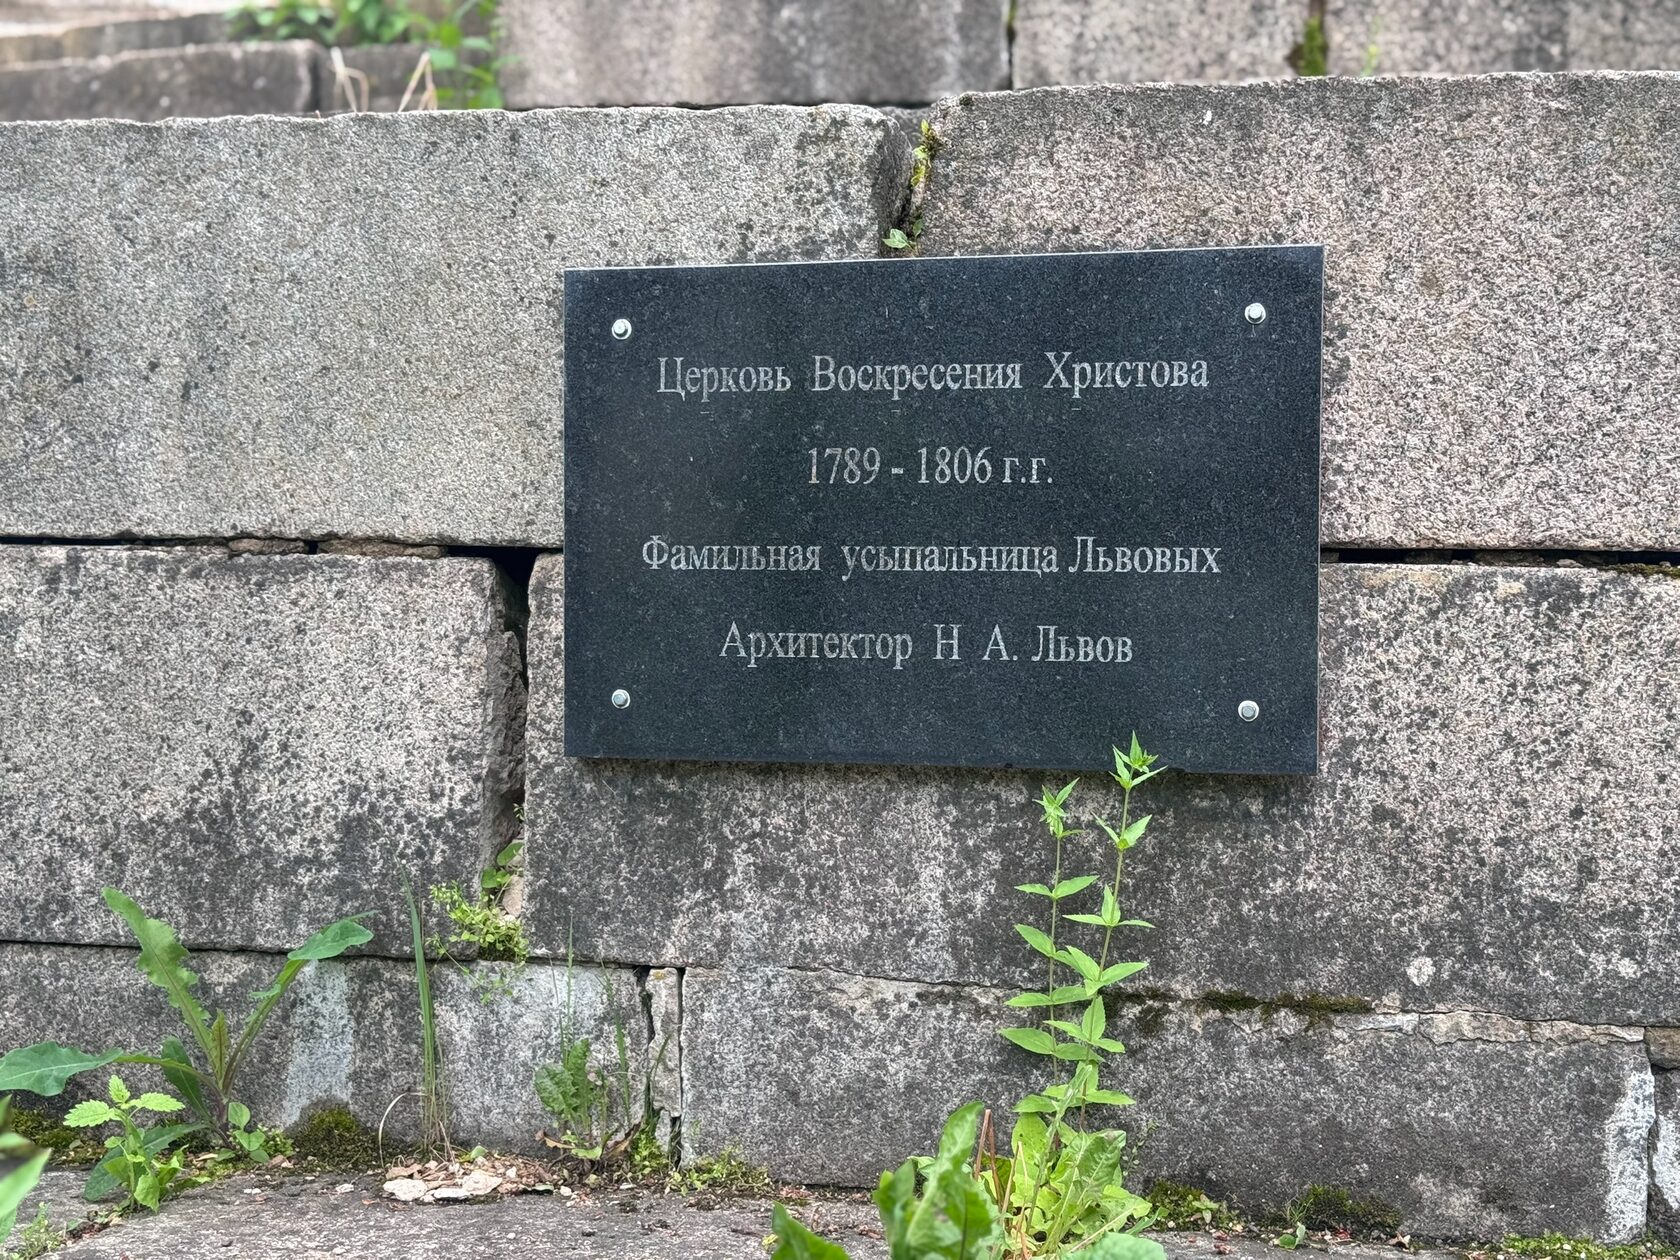 Церковь Воскресения Христова
1789 - 1806 г.г.
Фамильная усыпальница Львовых
Архитектор Н А. Львов